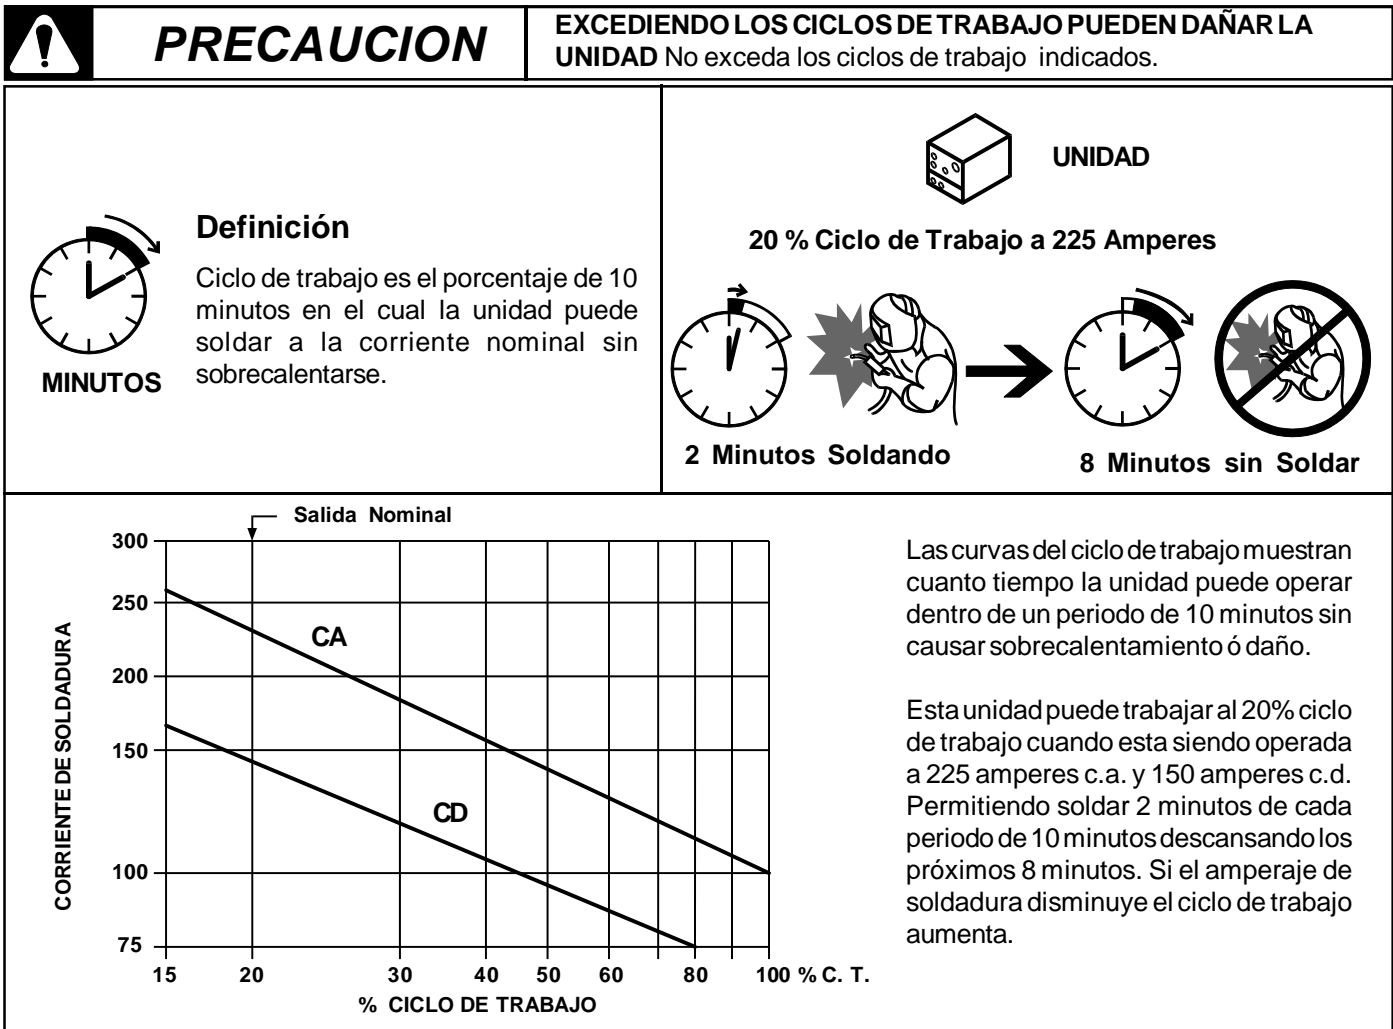 PRECAUCION
EXCEDIENDO LOS CICLOS DE TRABAJO PUEDEN DAÑAR LA
UNIDAD No exceda los ciclos de trabajo indicados.
Definición
Ciclo de trabajo es el porcentaje de 10
minutos en el cual la unidad puede
soldar a la corriente nominal sin
sobrecalentarse.
MINUTOS
UNIDAD
20 % Ciclo de Trabajo a 225 Amperes
2 Minutos Soldando
8 Minutos sin Soldar
Salida Nominal
300
250
200
150
100
75
CORRIENTE DE SOLDADURA
CA
CD
15 20 30 40 50 60 80 100 % C. T.
% CICLO DE TRABAJO
Las curvas del ciclo de trabajo muestran
cuanto tiempo la unidad puede operar
dentro de un periodo de 10 minutos sin
causar sobrecalentamiento ó daño.
Esta unidad puede trabajar al 20% ciclo
de trabajo cuando esta siendo operada
a 225 amperes c.a. y 150 amperes c.d.
Permitiendo soldar 2 minutos de cada
periodo de 10 minutos descansando los
próximos 8 minutos. Si el amperaje de
soldadura disminuye el ciclo de trabajo
aumenta.